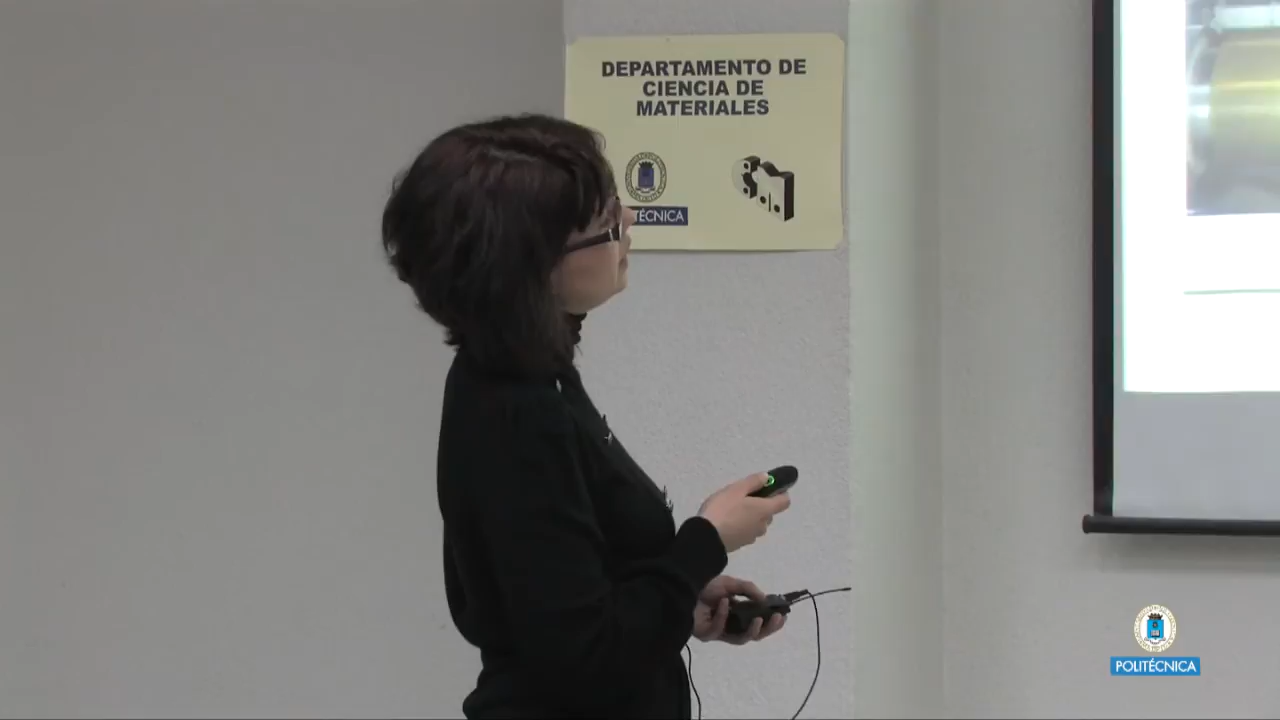 DEPARTAMENTO DE
CIENCIA DE
MATERIALES
TÉCNICA
POLITÉCNICA